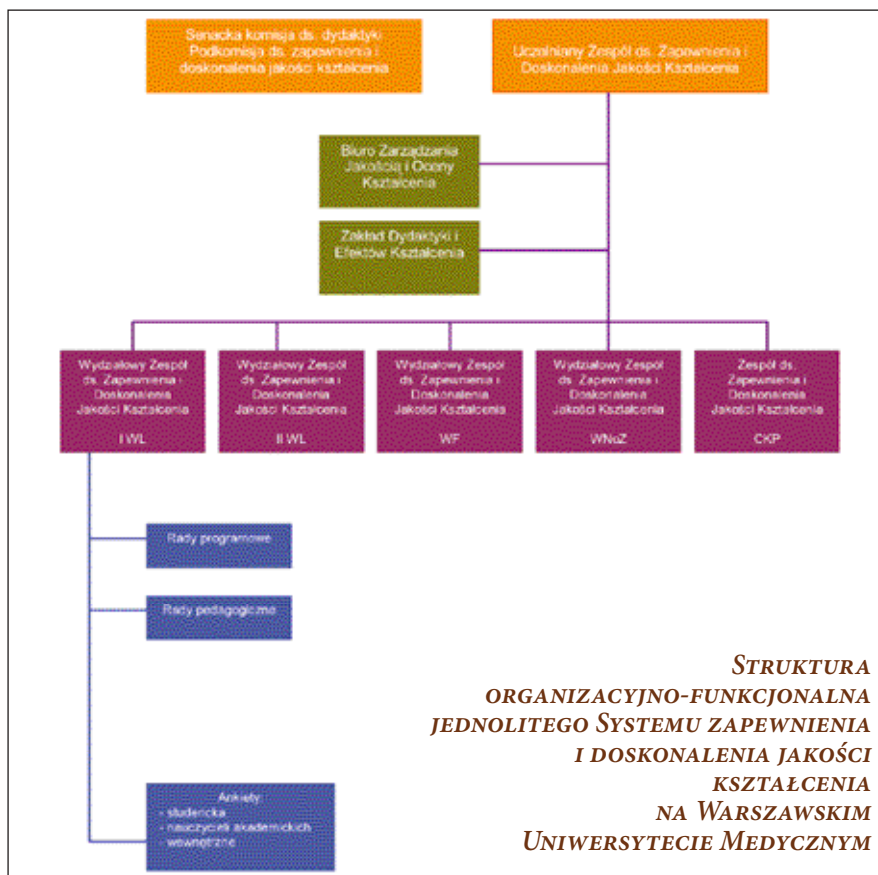 Senacka komisja ds. dydaktyki
Podkomisja ds. zapewnienia i
doskonalenia jakości kształcenia
Uczelniany Zespół ds. Zapewnienia i
Doskonalenia Jakości Kształcenia
Biuro Zarządzania
Jakością i Oceny
Kształcenia
Zakład Dydaktyki i
Efektów Kształcenia
Wydziałowy Zespół
ds. Zapewnienia i
Doskonalenia
Jakości Kształcenia
I WL
Wydziałowy Zespół
ds. Zapewnienia i
Doskonalenia
Jakości Kształcenia
II WL
Wydziałowy Zespół
ds. Zapewnienia i
Doskonalenia
Jakości Kształcenia
WF
Wydziałowy Zespół
ds. Zapewnienia i
Doskonalenia
Jakości Kształcenia
WNoZ
Zespół ds.
Zapewnienia i
Doskonalenia
Jakości Kształcenia
CKP
Rady programowe
Rady pedagogiczne
Ankiety:
- studencka
- nauczycieli akademickich
- wewnętrzne
Struktura
organizacyjno-funkcjonalna
jednolitego Systemu zapewnienia
i doskonalenia jakości
kształcenia
na Warszawskim
Uniwersytecie Medycznym